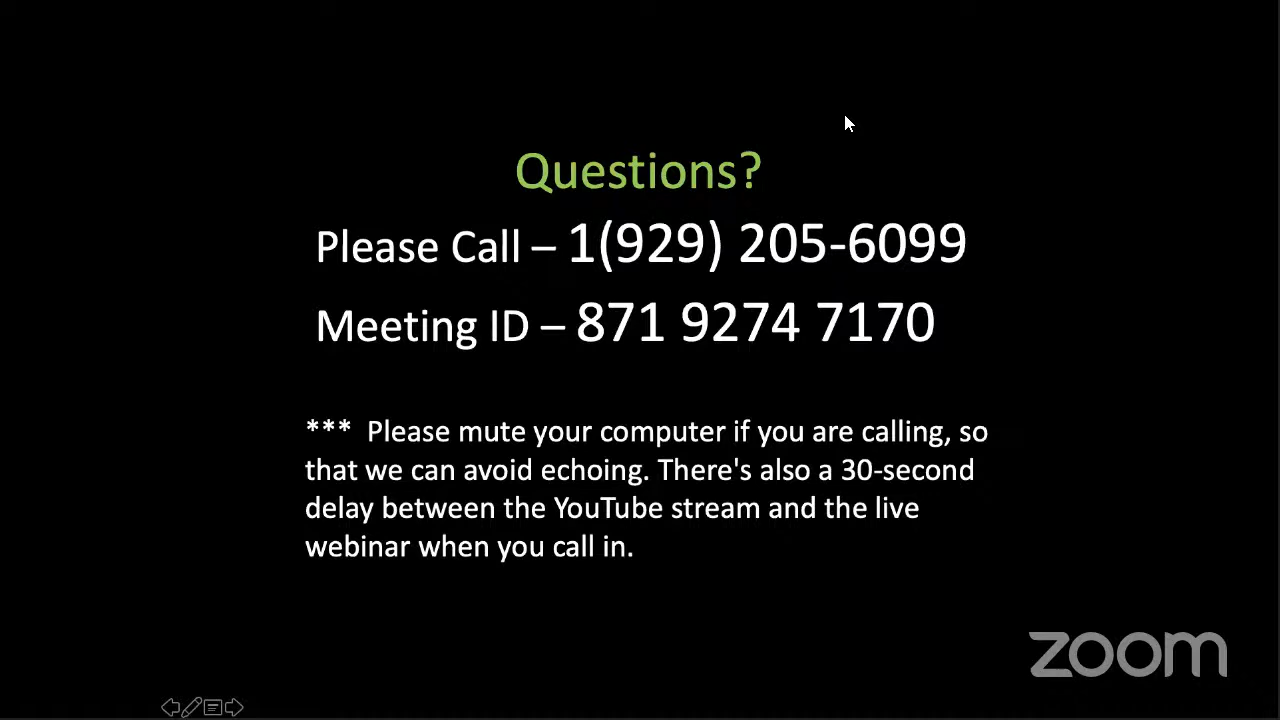 Questions?
Please Call – 1(929) 205-6099
Meeting ID – 871 9274 7170
*** Please mute your computer if you are calling, so
that we can avoid echoing. There's also a 30-second
delay between the YouTube stream and the live
webinar when you call in.
zoom